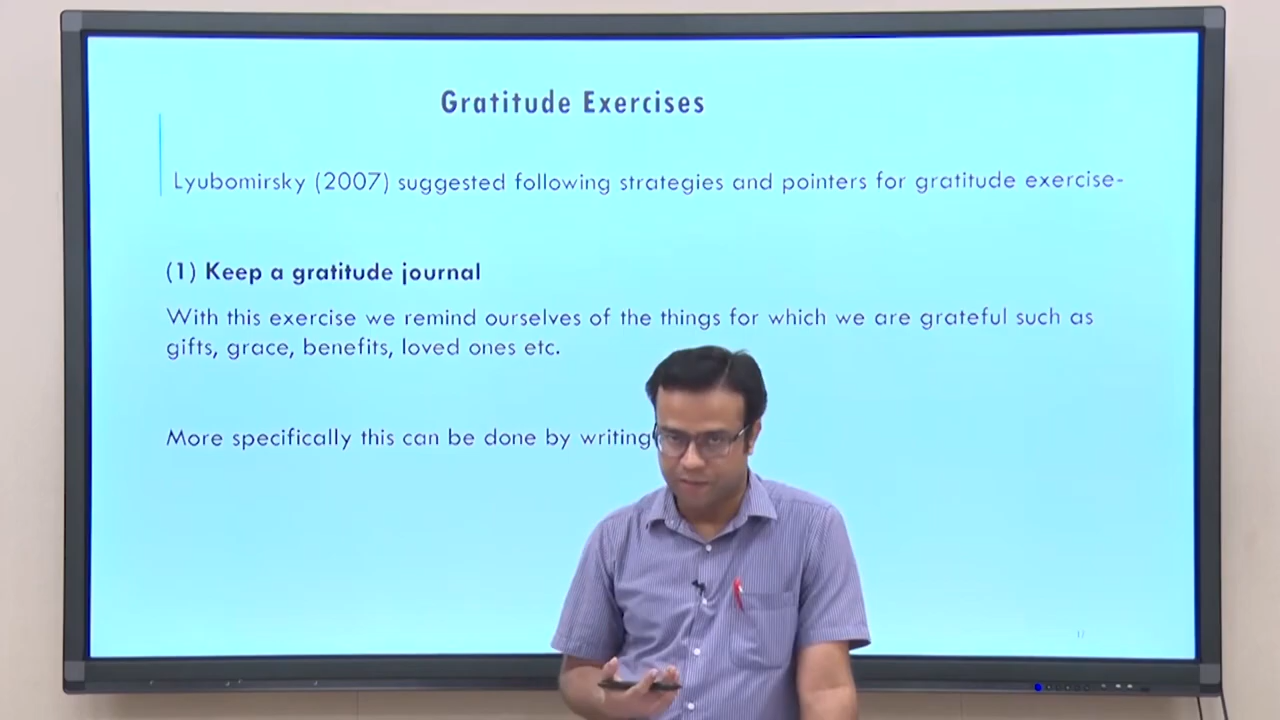 Gratitude Exercises
Lyubomirsky (2007) suggested following strategies and pointers for gratitude exercise-
(1) Keep a gratitude journal
With this exercise we remind ourselves of the things for which we are grateful such as
gifts, grace, benefits, loved ones etc.
More specifically this can be done by writing
17